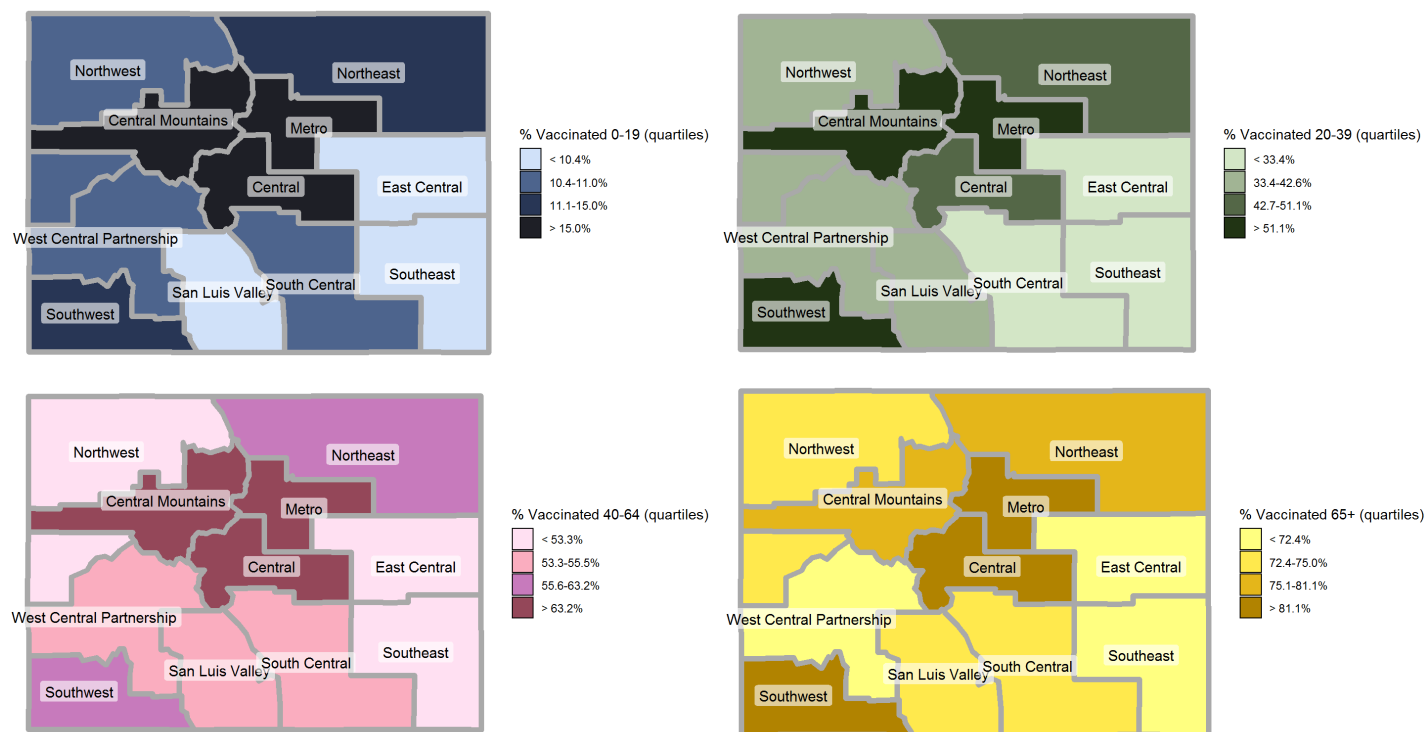 Northwest
Northeast
Central Mountains
Metro
Central
East Central
West Central Partnership
Southeast
San Luis Valley
South Central
Southwest
% Vaccinated 0-19 (quartiles)
< 10.4%
10.4-11.0%
11.1-15.0%
> 15.0%
Northwest
Northeast
Central Mountains
Metro
Central
East Central
West Central Partnership
Southeast
San Luis Valley
South Central
Southwest
% Vaccinated 20-39 (quartiles)
< 33.4%
33.4-42.6%
42.7-51.1%
> 51.1%
Northwest
Northeast
Central Mountains
Metro
Central
East Central
West Central Partnership
Southeast
San Luis Valley
South Central
Southwest
% Vaccinated 40-64 (quartiles)
< 53.3%
53.3-55.5%
55.6-63.2%
> 63.2%
Northwest
Northeast
Central Mountains
Metro
Central
East Central
West Central Partnership
Southeast
San Luis Valley
South Central
Southwest
% Vaccinated 65+ (quartiles)
< 72.4%
72.4-75.0%
75.1-81.1%
> 81.1%